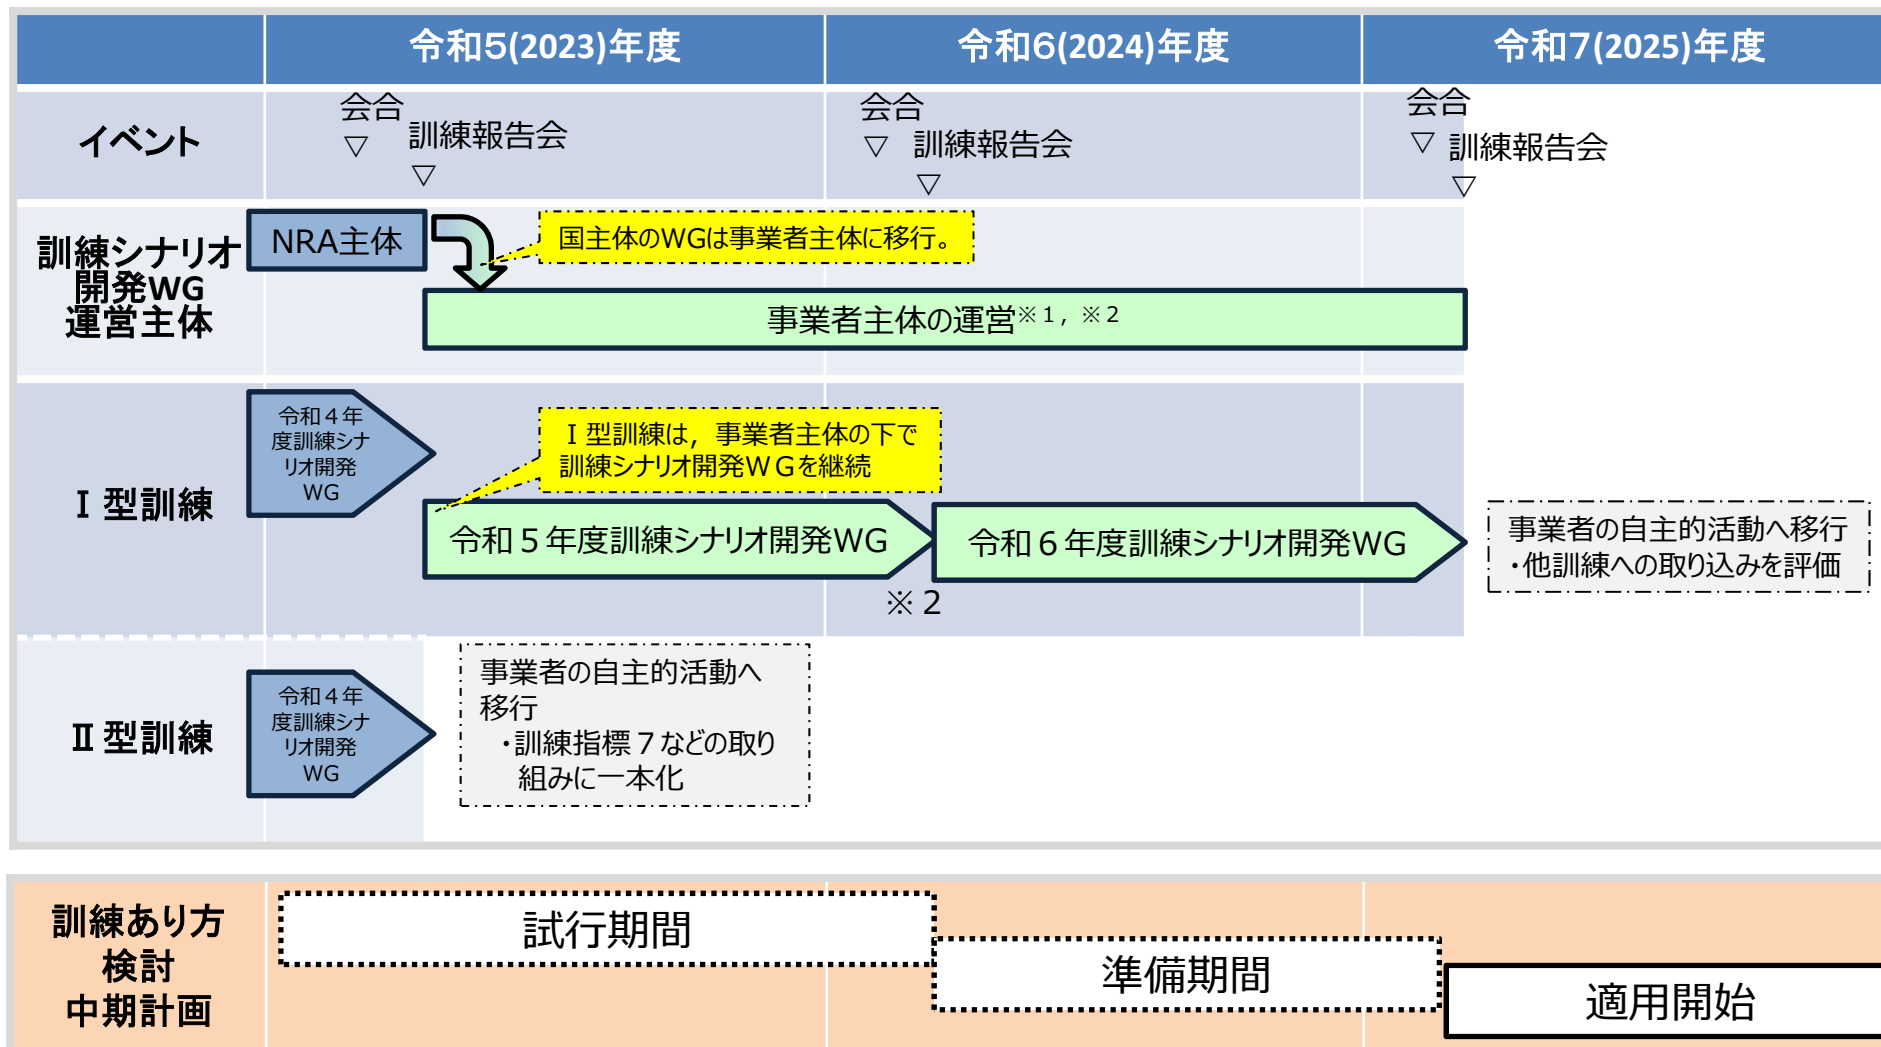 令和5(2023)年度
令和6(2024)年度
令和7(2025)年度
イベント
会合
▽
訓練報告会
▽
会合
▽
訓練報告会
▽
会合
▽
訓練報告会
▽
訓練シナリオ
開発WG
運営主体
NRA主体
国主体のWGは事業者主体に移行。
事業者主体の運営※1, ※2
Ⅰ型訓練
令和4年
度訓練シナ
リオ開発
WG
Ⅰ型訓練は，事業者主体の下で
訓練シナリオ開発WGを継続
令和5年度訓練シナリオ開発WG
令和6年度訓練シナリオ開発WG
※2
事業者の自主的活動へ移行
・他訓練への取り込みを評価
Ⅱ型訓練
令和4年
度訓練シナ
リオ開発
WG
事業者の自主的活動へ
移行
・訓練指標7などの取り
組みに一本化
訓練あり方
検討
中期計画
試行期間
準備期間
適用開始